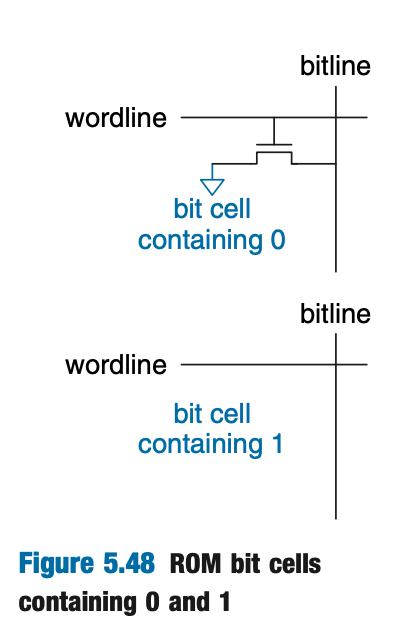 bitline
wordline
bit cell
containing 0
bitline
wordline
bit cell
containing 1
Figure 5.48 ROM bit cells
containing 0 and 1